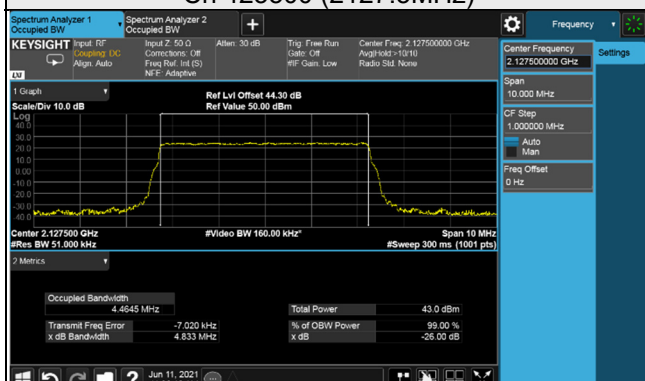 Spectrum Analyzer 1
Occupied BW
Spectrum Analyzer 2
Occupied BW
Frequency
KEYSIGHT
Input: RF
Coupling: DC
Align: Auto
Input Z: 50 Ω
Corrections: Off
Freq Ref: Int (S)
NFE: Adaptive
Atten: 30 dB
Trig: Free Run
Gate: Off
#IF Gain: Low
Center Freq: 2.127500000 GHz
Avg|Hold:>10/10
Radio Std: None
LXI
Center Frequency
2.127500000 GHz
Settings
Span
10.000 MHz
CF Step
1.000000 MHz
Auto
Man
Freq Offset
0 Hz
1 Graph
Scale/Div 10.0 dB
Ref Lvl Offset 44.30 dB
Ref Value 50.00 dBm
Log
40.0
30.0
20.0
10.0
0.00
-10.0
-20.0
-30.0
-40.0
Center 2.127500 GHz
#Res BW 51.000 kHz
#Video BW 160.00 kHz*
Span 10 MHz
#Sweep 300 ms (1001 pts)
2 Metrics
Occupied Bandwidth
4.4645 MHz
Total Power 43.0 dBm
Transmit Freq Error -7.020 kHz
% of OBW Power 99.00 %
x dB Bandwidth 4.833 MHz
x dB -26.00 dB
?
Jun 11, 2021